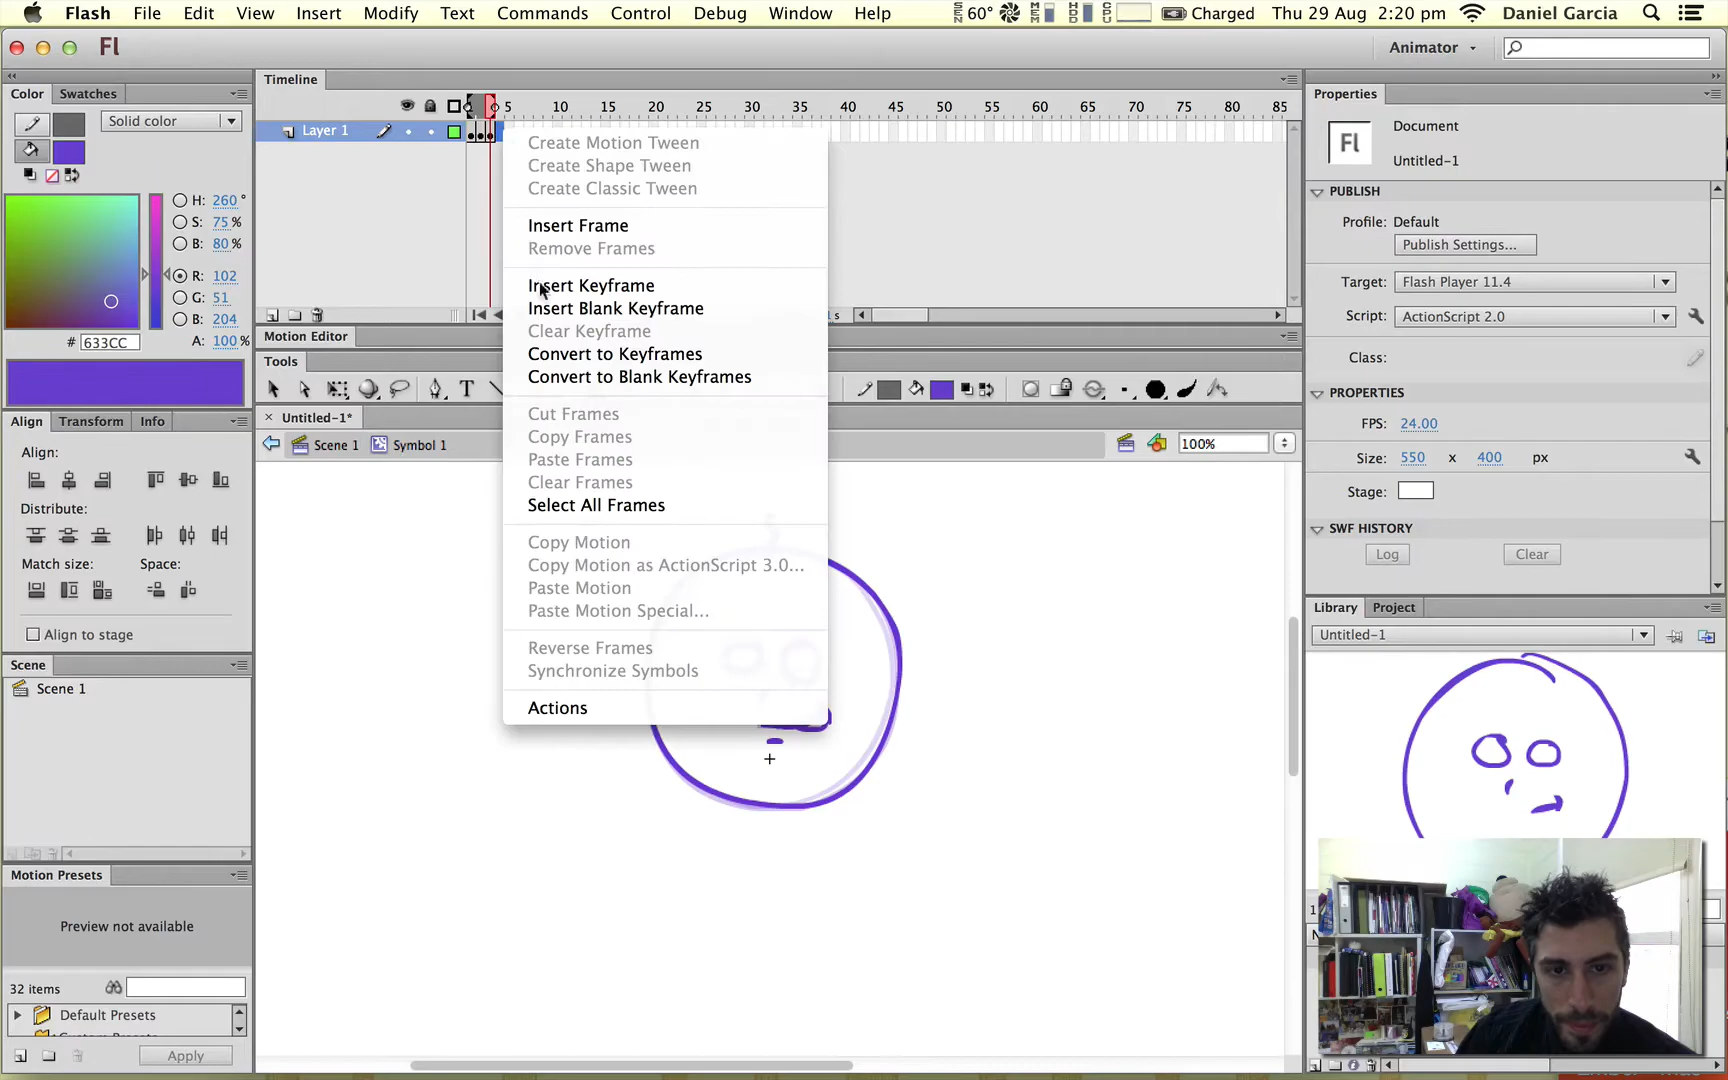 Flash File Edit View Insert Modify Text Commands Control Debug Window Help 60° Charged Thu 29 Aug 2:20 pm Daniel Garcia
Fl Animator
Color Swatches
Solid color
H: 260 °
S: 75 %
B: 80 %
R: 102
G: 51
B: 204
A: 100 %
# 633CC
Align Transform Info
Align:
Distribute:
Match size: Space:
Align to stage
Scene
Scene 1
Motion Presets
Preview not available
32 items
Default Presets
Apply
Timeline
5 10 15 20 25 30 35 40 45 50 55 60 65 70 75 80 85
Layer 1
Motion Editor
Tools
T
Untitled-1*
Scene 1 Symbol 1 100%
Create Motion Tween
Create Shape Tween
Create Classic Tween
Insert Frame
Remove Frames
Insert Keyframe
Insert Blank Keyframe
Clear Keyframe
Convert to Keyframes
Convert to Blank Keyframes
Cut Frames
Copy Frames
Paste Frames
Clear Frames
Select All Frames
Copy Motion
Copy Motion as ActionScript 3.0...
Paste Motion
Paste Motion Special...
Reverse Frames
Synchronize Symbols
Actions
Properties
Fl Document
Untitled-1
PUBLISH
Profile: Default
Publish Settings...
Target: Flash Player 11.4
Script: ActionScript 2.0
Class:
PROPERTIES
FPS: 24.00
Size: 550 x 400 px
Stage:
SWF HISTORY
Log Clear
Library Project
Untitled-1